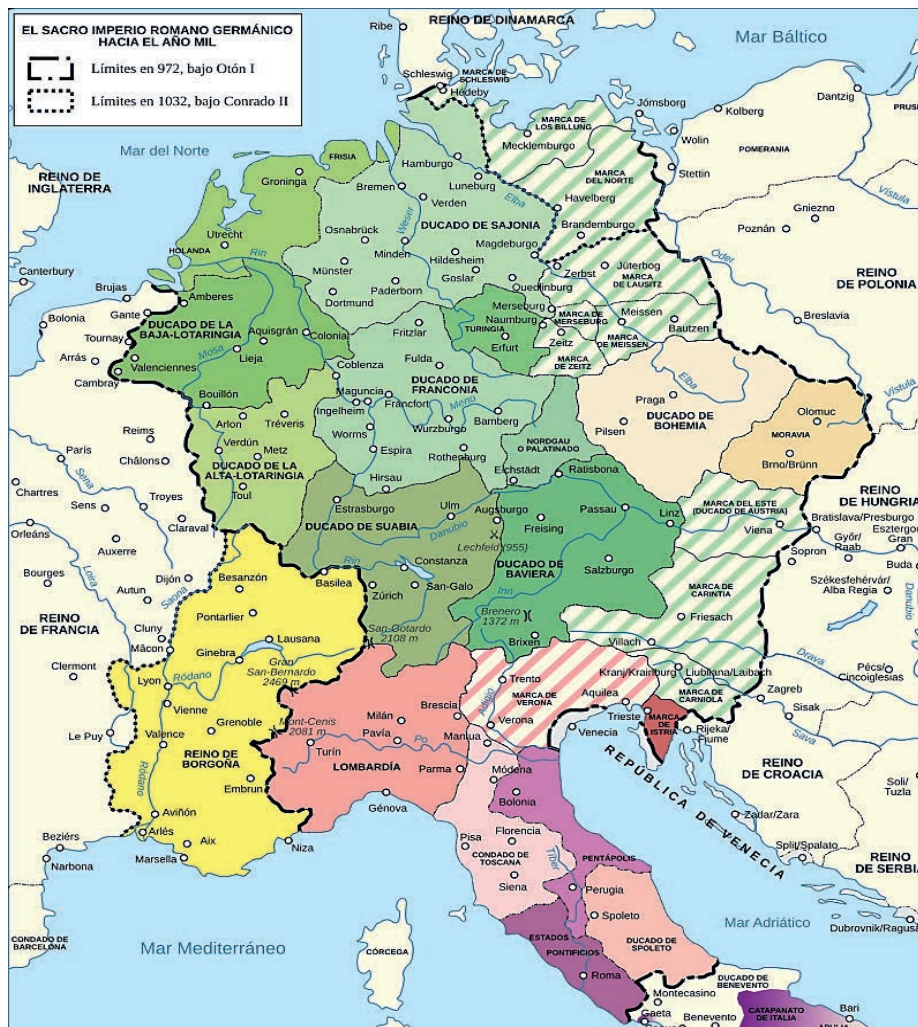 EL SACRO IMPERIO ROMANO GERMÁNICO
HACIA EL AÑO MIL
Límites en 972, bajo Otón I
Límites en 1032, bajo Conrado II
Ribe
REINO DE DINAMARCA
Mar Báltico
Schleswig
MARCA DE
SCHLESWIG
Hedeby
Dantzig
PRUS
Jómsborg
Kolberg
MARCA DE
LOS BILLUNG
Mecklemburgo
Wolin
POMERANIA
Stettin
Mar del Norte
FRISIA
Groninga
Hamburgo
Bremen
Luneburg
Verden
Elba
Weser
MARCA
DEL NORTE
Havelberg
Brandemburgo
Vístula
Gniezno
Poznán
REINO DE
INGLATERRA
Canterbury
Utrecht
HOLANDA
Rin
Osnabrück
DUCADO DE SAJONIA
Minden
Hildesheim
Magdeburgo
Münster
Goslar
Quedlinburg
Paderborn
Dortmund
Zerbst
Jüterbog
MARCA
DE LAUSITZ
Oder
REINO
DE POLONIA
Brujas
Gante
Amberes
Bolonia
Tournay
Arrás
Cambray
Valenciennes
DUCADO DE LA
BAJA-LOTARINGIA
Aquisgrán
Colonia
Mosa
Lieja
Merseburg
Naumburg
TURINGIA
Erfurt
MARCA DE
MERSEBURG
Zeitz
MARCA
DE ZEITZ
Meissen
MARCA
DE MEISSEN
Bautzen
Breslavia
Fritzlar
Fulda
Coblenza
DUCADO DE
FRANCONIA
Maguncia
Ingelheim
Francfort
Meno
Worms
Wurzburgo
Bamberg
Espira
Rothenburg
Hirsau
Bouillón
Arlon
Tréveris
Verdún
Metz
DUCADO DE LA
ALTA-LOTARINGIA
Toul
Elba
Praga
DUCADO DE
BOHEMIA
Pilsen
Olomuc
MORAVIA
Brno/Brünn
Vístula
NORDGAU
O PALATINADO
Eichstädt
Ratisbona
Reims
París
Châlons
Sena
Chartres
Sens
Troyes
Orleáns
Claraval
Auxerre
Bourges
Dijón
Autun
Loira
Saona
REINO
DE FRANCIA
Cluny
Mâcon
Clermont
Le Puy
Estrasburgo
Ulm
Augsburgo
DUCADO DE SUABIA
Danubio
Lechfeld (955)
Rin
Constanza
Basilea
San-Galo
Zúrich
San-Gotardo
2108 m
Freising
Passau
Linz
DUCADO DE
BAVIERA
Salzburgo
Inn
Brenero
1372 m
Brixen
MARCA DEL ESTE
(DUCADO DE AUSTRIA)
Viena
MARCA DE
CARINTIA
Friesach
Villach
REINO
DE HUNGRÍA
Bratislava/Presburgo
Esztergom
Gran
Sopron
Győr/
Raab
Buda
Székesfehérvár/
Alba Regia
Danubio
Drava
Pécs/
Cincoiglesias
Besanzón
Pontarlier
Lausana
Ginebra
Gran
San-Bernardo
2469 m
Lyon
Ródano
Vienne
Grenoble
Valence
REINO DE
BORGOÑA
Embrun
Ródano
Aviñón
Arlés
Aix
Marsella
Niza
Mont-Cenis
2081 m
Beziérs
Narbona
CONDADO DE
BARCELONA
Turín
Milán
Pavía
Brescia
Po
LOMBARDÍA
Parma
Génova
Trento
MARCA DE
VERONA
Adigio
Verona
Mantua
Kranj/Krainburg
Liubliana/Laibach
Aquilea
MARCA DE
CARNIOLA
Trieste
MARCA
DE
ISTRIA
Venecia
Zagreb
Sisak
Rijeka/
Fiume
Sava
REINO
DE CROACIA
Soli/
Tuzla
REPÚBLICA DE VENECIA
Zadar/Zara
Split/Spalato
REINO
DE SERBIA
Dubrovnik/Ragusa
Módena
Bolonia
Pisa
Florencia
CONDADO DE
TOSCANA
Siena
Tíber
PENTÁPOLIS
Perugia
Spoleto
DUCADO DE
SPOLETO
ESTADOS
PONTIFICIOS
Roma
Mar Adriático
Mar Mediterráneo
CÓRCEGA
Montecasino
DUCADO DE
BENEVENTO
Gaeta
Benevento
CATAPANATO
DE ITALIA
Bari